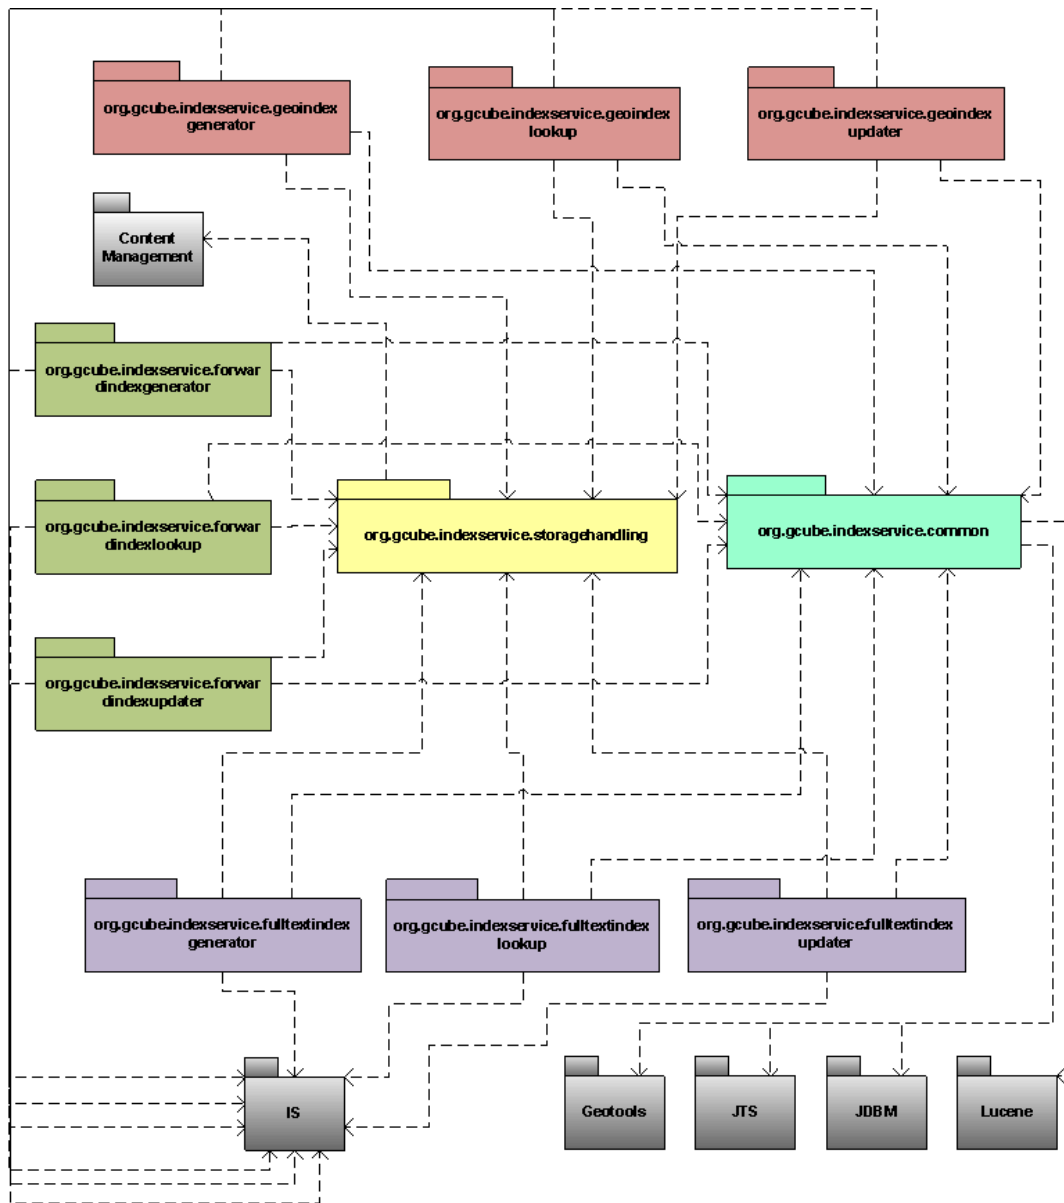 org.gcube.indexservice.geoindex
generator
org.gcube.indexservice.geoindex
lookup
org.gcube.indexservice.geoindex
updater
Content
Management
org.gcube.indexservice.forwar
dindexgenerator
org.gcube.indexservice.forwar
dindexlookup
org.gcube.indexservice.storagehandling
org.gcube.indexservice.common
org.gcube.indexservice.forwar
dindexupdater
org.gcube.indexservice.fulltextindex
generator
org.gcube.indexservice.fulltextindex
lookup
org.gcube.indexservice.fulltextindex
updater
IS
Geotools
JTS
JDBM
Lucene